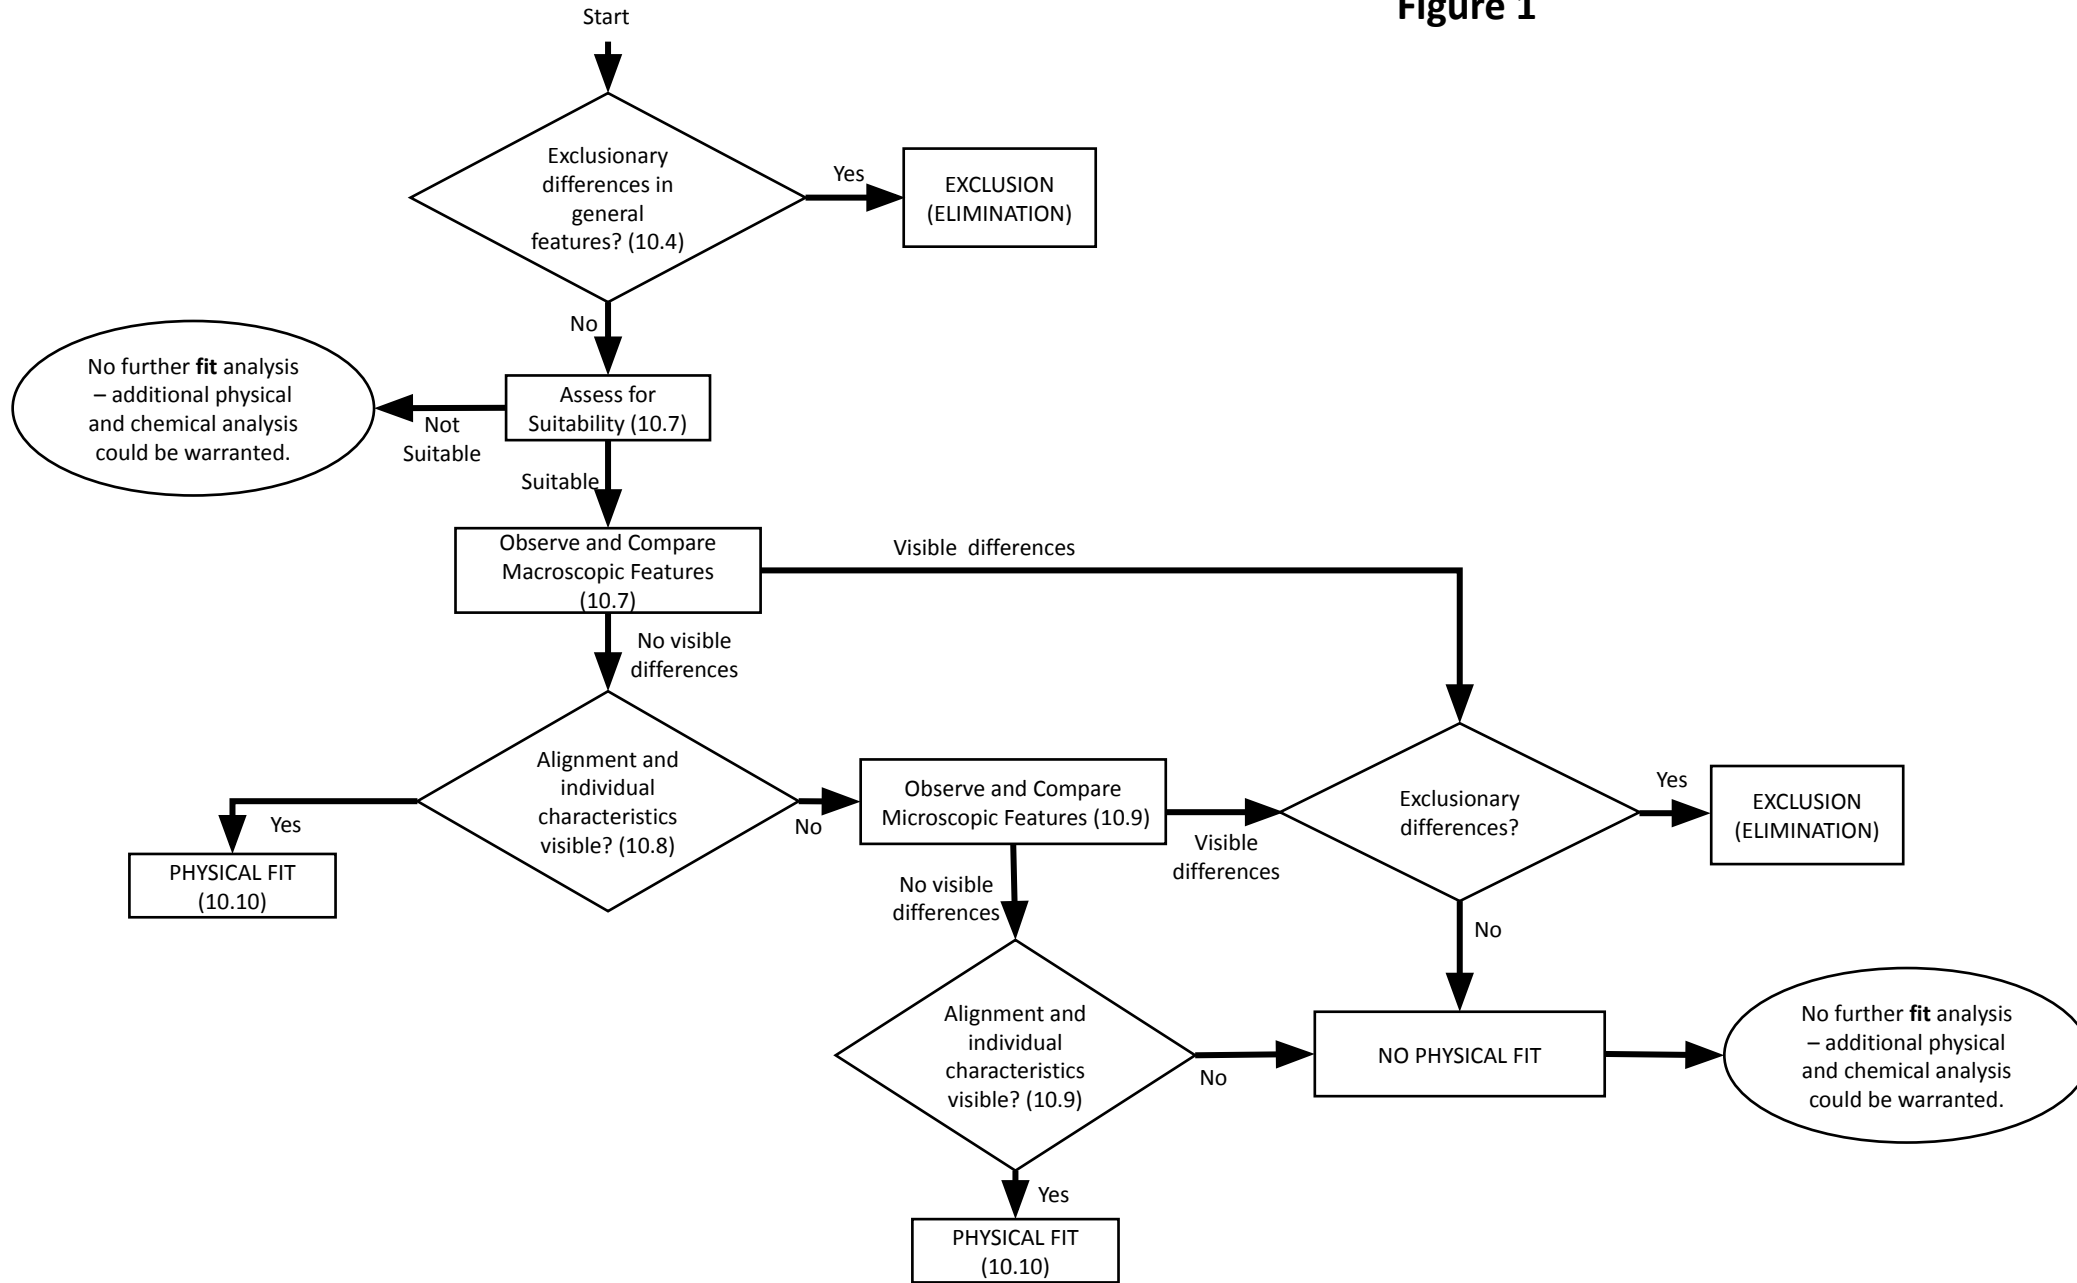 Figure 1
Start
Exclusionary
differences in
general
features? (10.4)
Yes
EXCLUSION
(ELIMINATION)
No
No further fit analysis
– additional physical
and chemical analysis
could be warranted.
Not
Suitable
Assess for
Suitability (10.7)
Suitable
Observe and Compare
Macroscopic Features
(10.7)
Visible  differences
No visible
differences
Alignment and
individual
characteristics
visible? (10.8)
Yes
PHYSICAL FIT
(10.10)
No
Observe and Compare
Microscopic Features (10.9)
Visible
differences
Exclusionary
differences?
Yes
EXCLUSION
(ELIMINATION)
No visible
differences
No
Alignment and
individual
characteristics
visible? (10.9)
No
NO PHYSICAL FIT
No further fit analysis
– additional physical
and chemical analysis
could be warranted.
Yes
PHYSICAL FIT
(10.10)